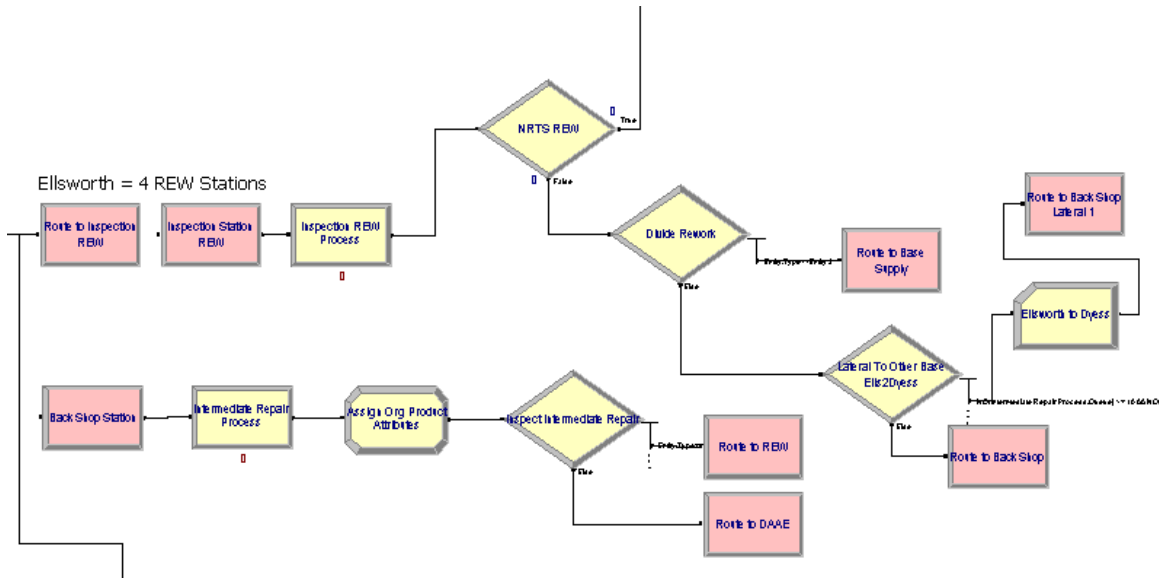 NRTS REW
0
True
0
False
Ellsworth = 4 REW Stations
Route to Inspection
REW
Inspection Station
REW
Inspection REW
Process
0
Divide Rework
Route to Base
Supply
Else
Route to Back Shop
Lateral 1
Ellsworth to Dyess
Lateral To Other Base
Ells2Dyess
Else
Route to Back Shop
Back Shop Station
Intermediate Repair
Process
0
Assign Org Product
Attributes
Inspect Intermediate Repair
Else
Route to REW
Route to DAAE